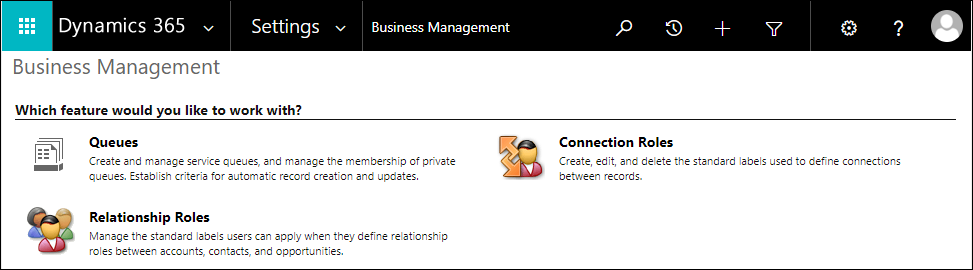 Dynamics 365 Settings Business Management ?
Business Management
Which feature would you like to work with?
Queues
Create and manage service queues, and manage the membership of private
queues. Establish criteria for automatic record creation and updates.
Connection Roles
Create, edit, and delete the standard labels used to define connections
between records.
Relationship Roles
Manage the standard labels users can apply when they define relationship
roles between accounts, contacts, and opportunities.